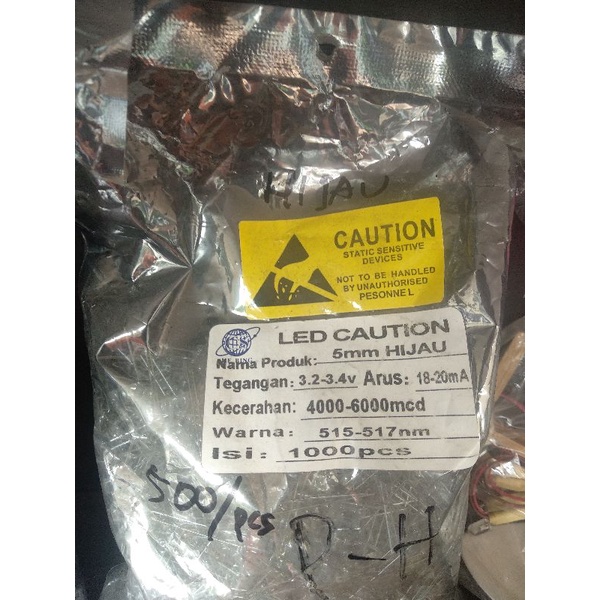 HIJAU
CAUTION
STATIC SENSITIVE
DEVICES
NOT TO BE HANDLED
BY UNAUTHORISED
PESONNEL
LED CAUTION
Nama Produk: 5mm HIJAU
Tegangan: 3.2-3.4v Arus: 18-20mA
Kecerahan: 4000-6000mcd
Warna: 515-517nm
Isi: 1000pcs
500/pcs
P-H